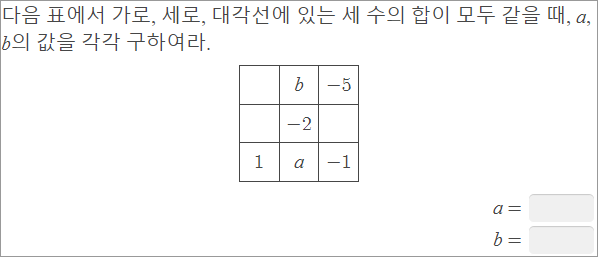 다음 표에서 가로, 세로, 대각선에 있는 세 수의 합이 모두 같을 때, a,
b의 값을 각각 구하여라.
b −5
−2
1 a −1
a =
b =